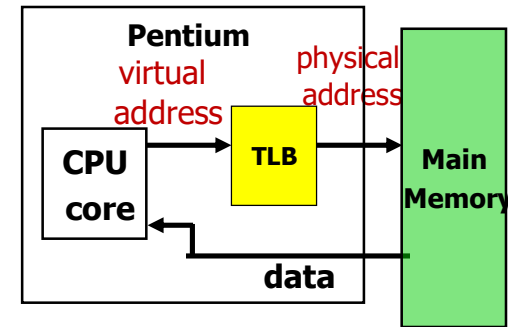 Pentium
virtual
address
physical
address
CPU
core
TLB
Main
Memory
data